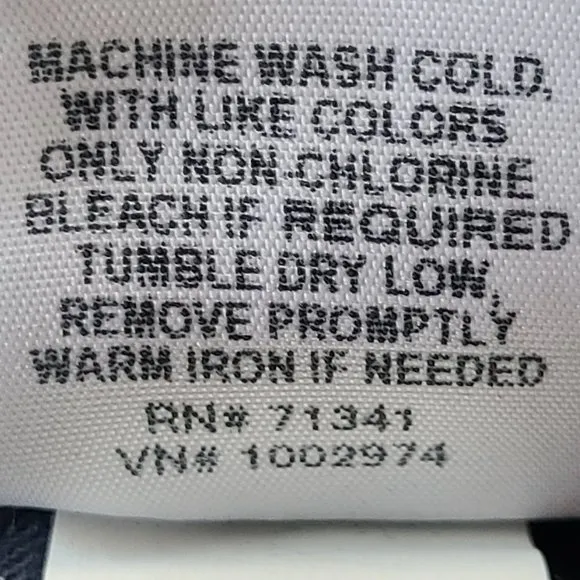 MACHINE WASH COLD,
WITH LIKE COLORS
ONLY NON-CHLORINE
BLEACH IF REQUIRED
TUMBLE DRY LOW,
REMOVE PROMPTLY
WARM IRON IF NEEDED
RN# 71341
VN# 1002974